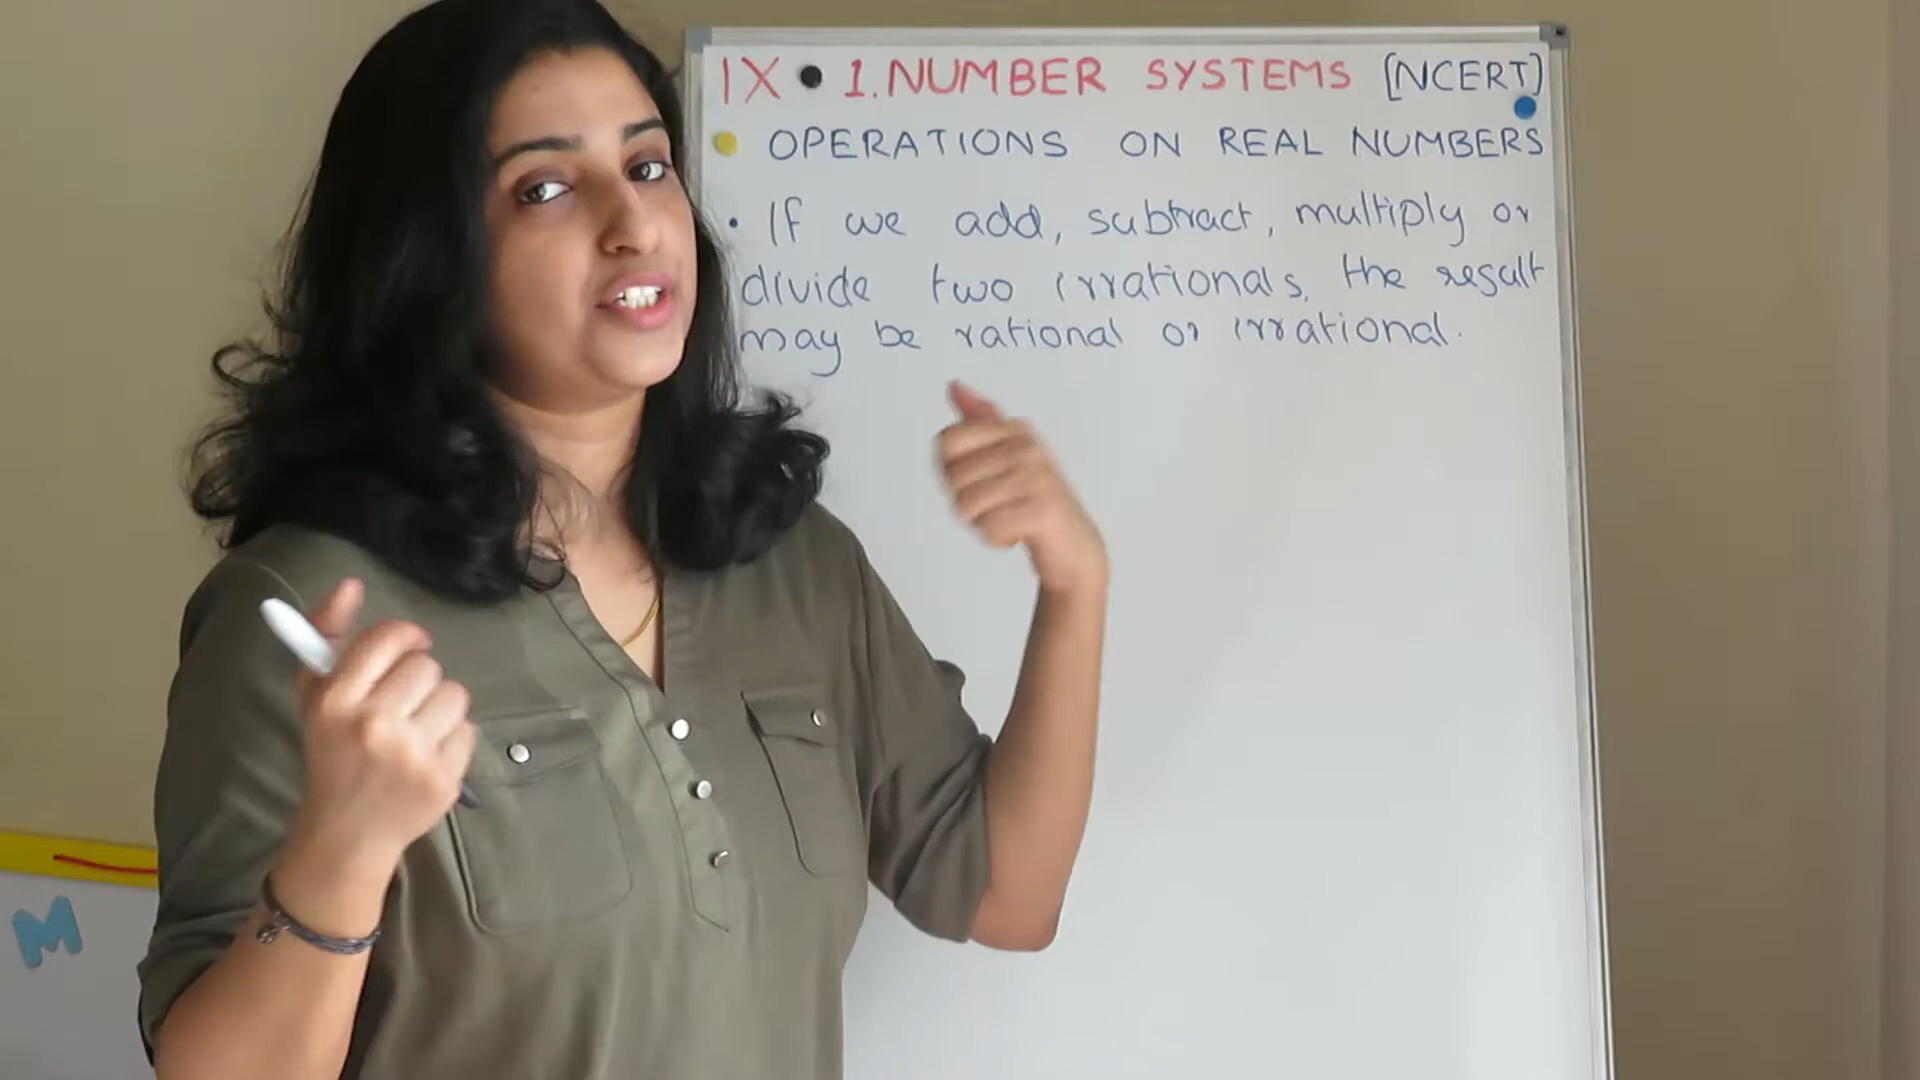 IX • 1. NUMBER SYSTEMS [NCERT]
OPERATIONS ON REAL NUMBERS
• If we add, subtract, multiply or
divide two irrationals, the result
may be rational or irrational.
M